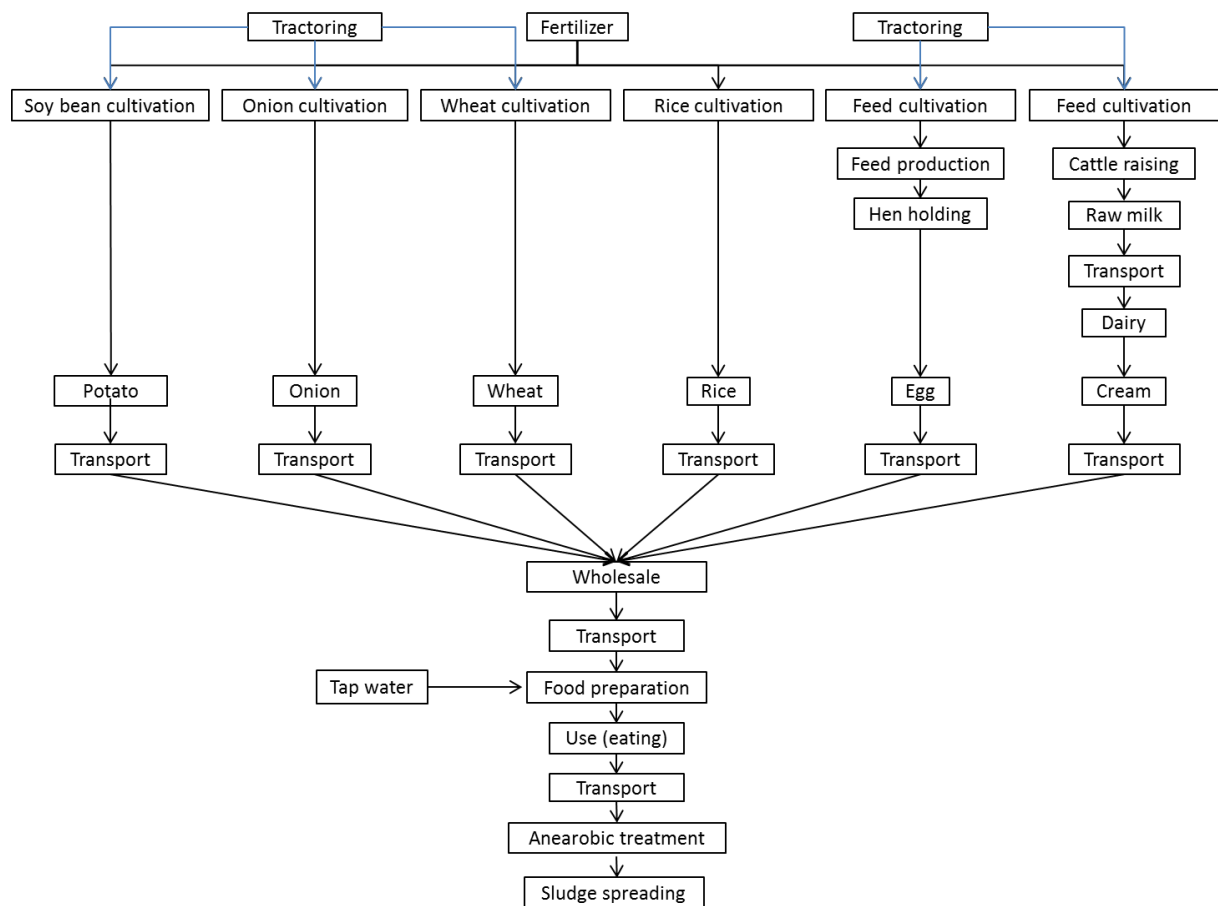 Tractoring
Fertilizer
Tractoring
Soy bean cultivation
Onion cultivation
Wheat cultivation
Rice cultivation
Feed cultivation
Feed cultivation
Feed production
Cattle raising
Hen holding
Raw milk
Transport
Dairy
Potato
Onion
Wheat
Rice
Egg
Cream
Transport
Transport
Transport
Transport
Transport
Transport
Wholesale
Transport
Tap water
Food preparation
Use (eating)
Transport
Anearobic treatment
Sludge spreading